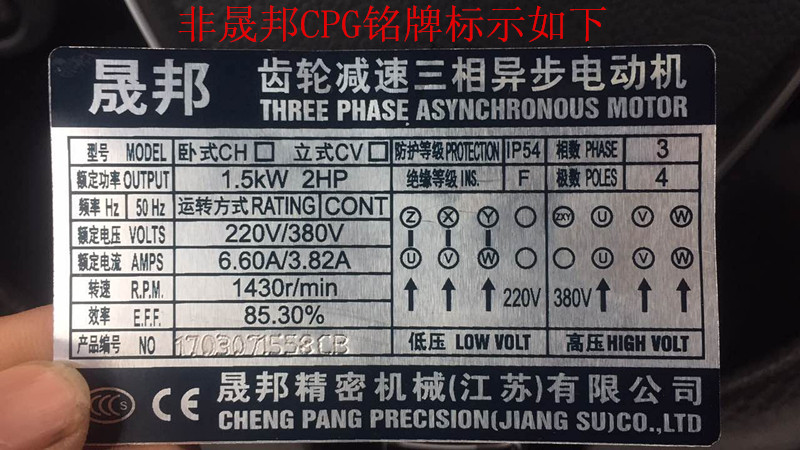 非晟邦CPG铭牌标示如下
晟邦 齿轮减速三相异步电动机
THREE PHASE ASYNCHRONOUS MOTOR
型号 MODEL 卧式CH 立式CV 防护等级 PROTECTION IP54 相数 PHASE 3
额定功率 OUTPUT 1.5kW 2HP 绝缘等级 INS. F 极数 POLES 4
频率 Hz 50 Hz 运转方式 RATING CONT
Z X Y ZXY U V W
额定电压 VOLTS 220V/380V
额定电流 AMPS 6.60A/3.82A
U V W U V W
转速 R.P.M. 1430r/min 220V 380V
效率 E.F.F. 85.30%
产品编号 NO 1703071558CB 低压 LOW VOLT 高压 HIGH VOLT
CCC S CE 晟邦精密机械(江苏)有限公司
CHENG PANG PRECISION(JIANG SU)CO.,LTD